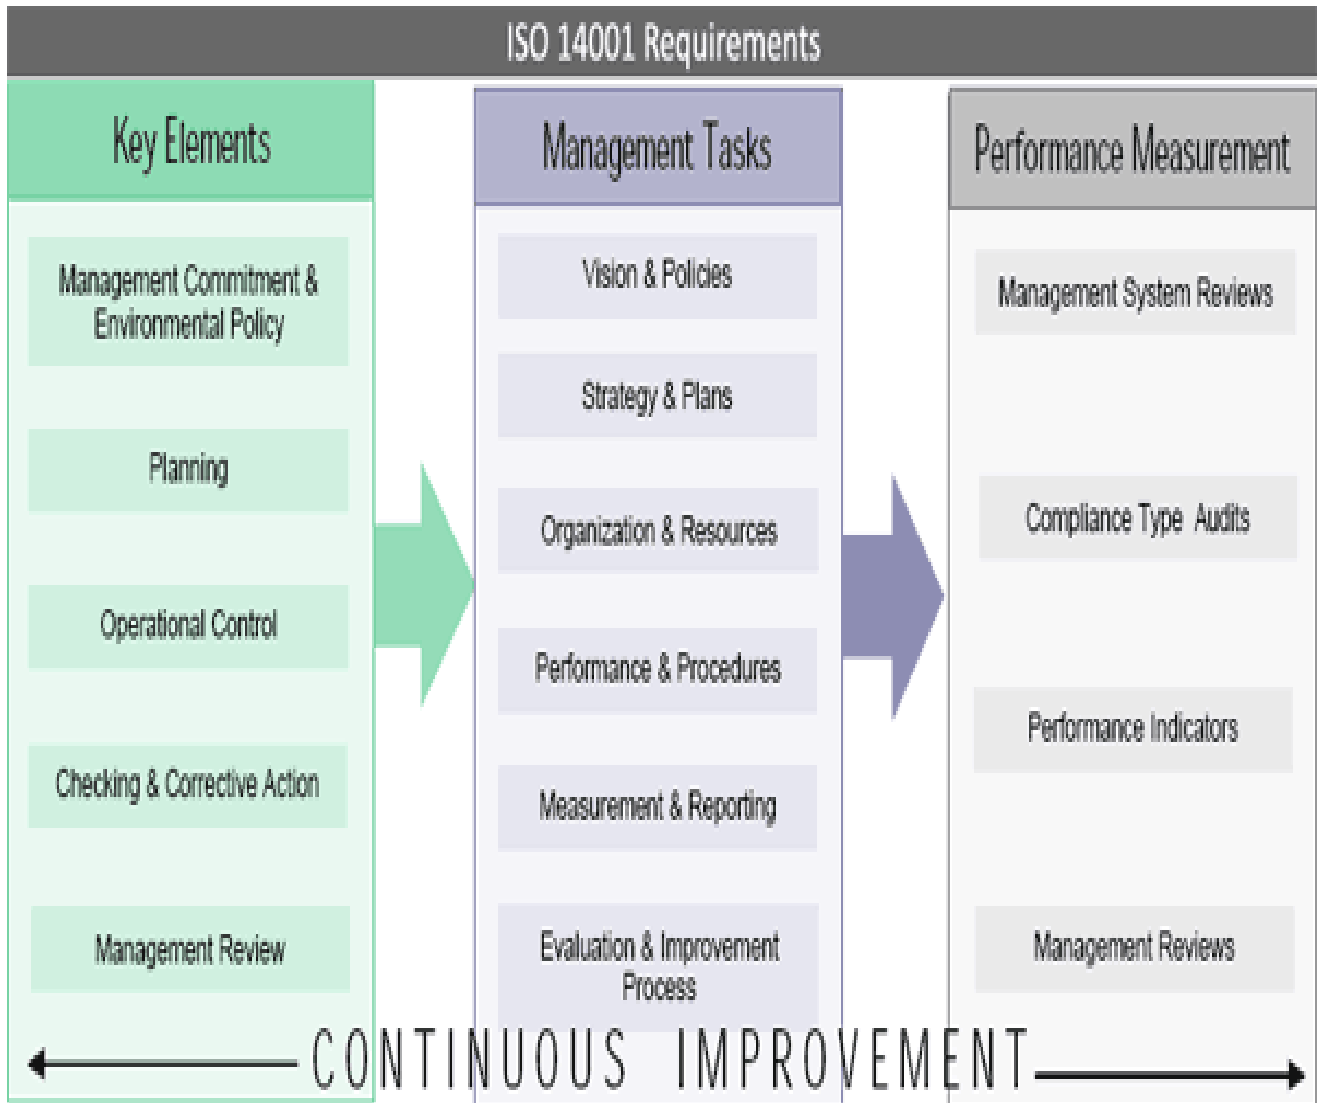 ISO 14001 Requirements
Key Elements
Management Commitment &
Environmental Policy
Planning
Operational Control
Checking & Corrective Action
Management Review
Management Tasks
Vision & Policies
Strategy & Plans
Organization & Resources
Performance & Procedures
Measurement & Reporting
Evaluation & Improvement
Process
Performance Measurement
Management System Reviews
Compliance Type Audits
Performance Indicators
Management Reviews
CONTINUOUS IMPROVEMENT